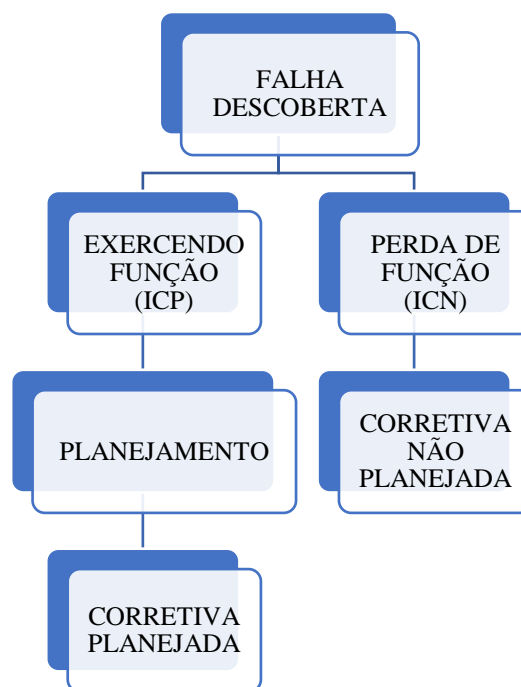 FALHA
DESCOBERTA
EXERCENDO
FUNÇÃO
(ICP)
PERDA DE
FUNÇÃO
(ICN)
PLANEJAMENTO
CORRETIVA
NÃO
PLANEJADA
CORRETIVA
PLANEJADA